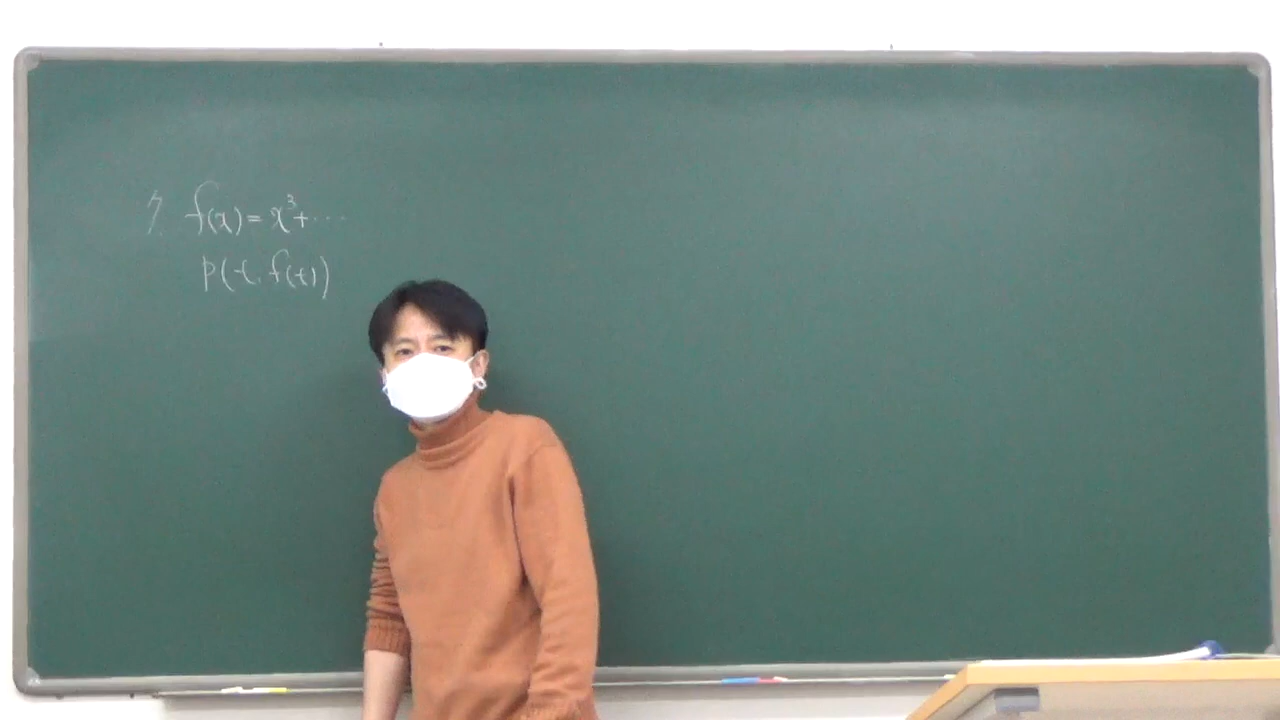 7. f(x) = x³ + ⋯
P(t, f(t))